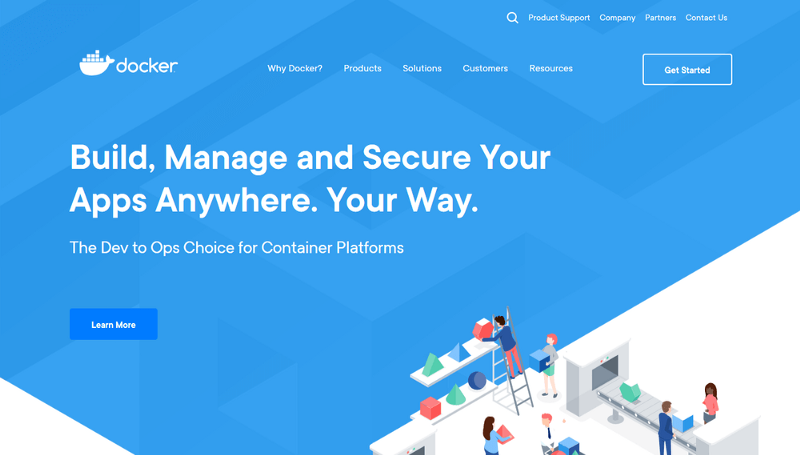 Product Support Company Partners Contact Us
docker
Why Docker? Products Solutions Customers Resources
Get Started
Build, Manage and Secure Your
Apps Anywhere. Your Way.
The Dev to Ops Choice for Container Platforms
Learn More